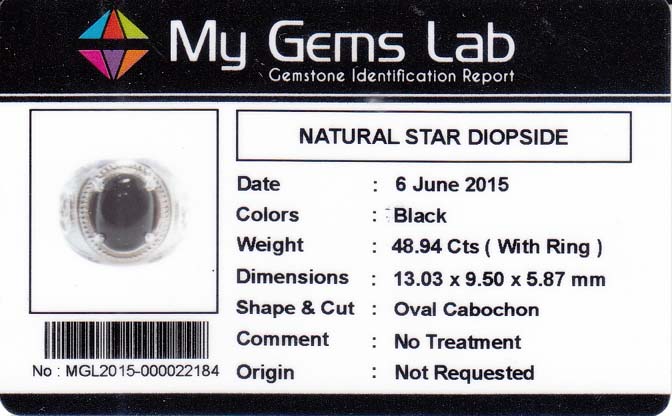 My Gems Lab
Gemstone Identification Report
NATURAL STAR DIOPSIDE
Date : 6 June 2015
Colors : Black
Weight : 48.94 Cts ( With Ring )
Dimensions : 13.03 x 9.50 x 5.87 mm
Shape & Cut : Oval Cabochon
Comment : No Treatment
Origin : Not Requested
No : MGL2015-000022184